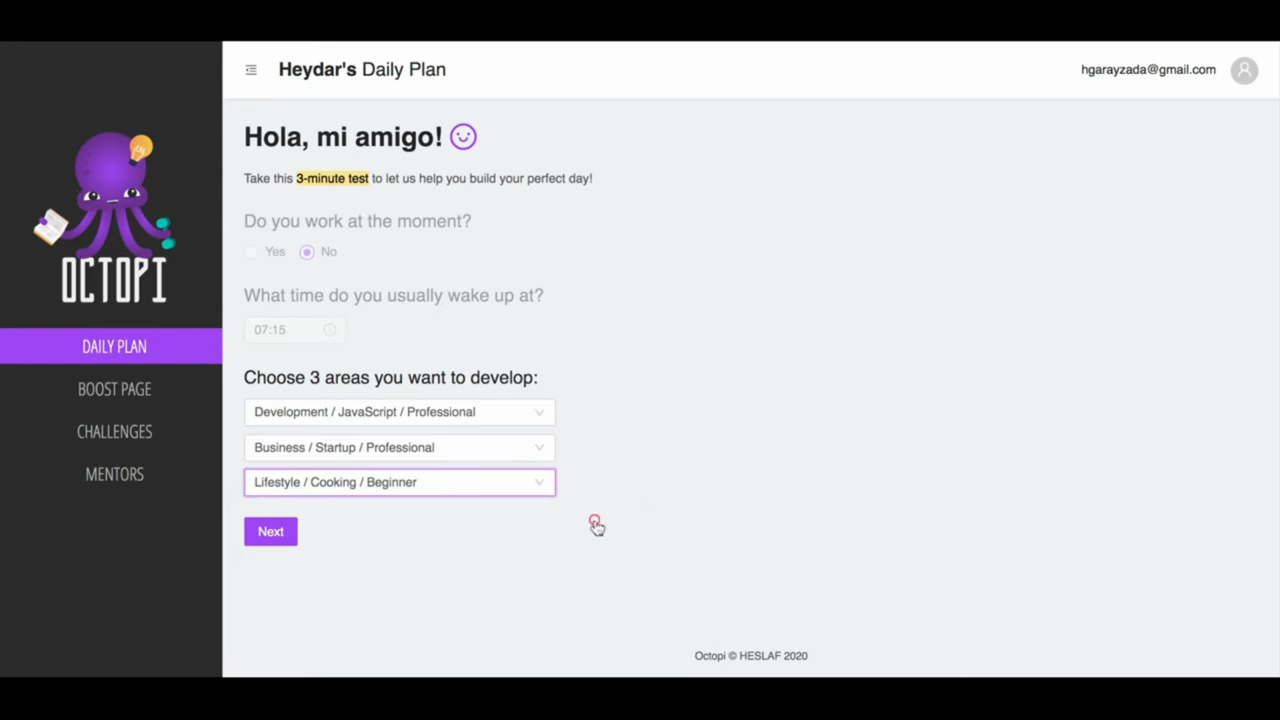 Heydar's Daily Plan
hgarayzada@gmail.com
OCTOPI
DAILY PLAN
BOOST PAGE
CHALLENGES
MENTORS
Hola, mi amigo!
Take this 3-minute test to let us help you build your perfect day!
Do you work at the moment?
Yes No
What time do you usually wake up at?
07:15
Choose 3 areas you want to develop:
Development / JavaScript / Professional
Business / Startup / Professional
Lifestyle / Cooking / Beginner
Next
Octopi © HESLAF 2020